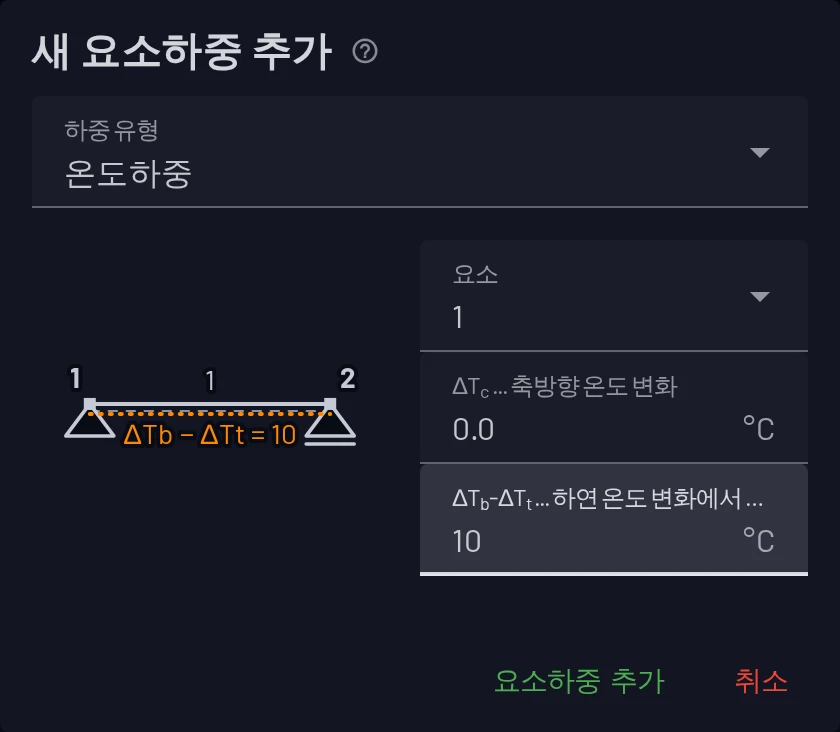 새 요소하중 추가 ?
하중 유형
온도하중
요소
1
ΔTc ... 축방향 온도 변화
0.0 °C
ΔTb-ΔTt ... 하연 온도 변화에서 ...
10 °C
1 1 2
ΔTb - ΔTt = 10
요소하중 추가 취소